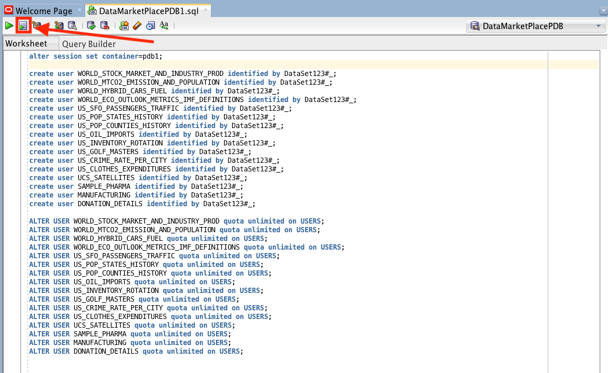 Welcome Page
DataMarketPlacePDB1.sql
DataMarketPlacePDB
Worksheet
Query Builder
alter session set container=pdb1;
create user WORLD_STOCK_MARKET_AND_INDUSTRY_PROD identified by DataSet123#_;
create user WORLD_MTCO2_EMISSION_AND_POPULATION identified by DataSet123#_;
create user WORLD_HYBRID_CARS_FUEL identified by DataSet123#_;
create user WORLD_ECO_OUTLOOK_METRICS_IMF_DEFINITIONS identified by DataSet123#_;
create user US_SFO_PASSENGERS_TRAFFIC identified by DataSet123#_;
create user US_POP_STATES_HISTORY identified by DataSet123#_;
create user US_POP_COUNTIES_HISTORY identified by DataSet123#_;
create user US_OIL_IMPORTS identified by DataSet123#_;
create user US_INVENTORY_ROTATION identified by DataSet123#_;
create user US_GOLF_MASTERS identified by DataSet123#_;
create user US_CRIME_RATE_PER_CITY identified by DataSet123#_;
create user US_CLOTHES_EXPENDITURES identified by DataSet123#_;
create user UCS_SATELLITES identified by DataSet123#_;
create user SAMPLE_PHARMA identified by DataSet123#_;
create user MANUFACTURING identified by DataSet123#_;
create user DONATION_DETAILS identified by DataSet123#_;
ALTER USER WORLD_STOCK_MARKET_AND_INDUSTRY_PROD quota unlimited on USERS;
ALTER USER WORLD_MTCO2_EMISSION_AND_POPULATION quota unlimited on USERS;
ALTER USER WORLD_HYBRID_CARS_FUEL quota unlimited on USERS;
ALTER USER WORLD_ECO_OUTLOOK_METRICS_IMF_DEFINITIONS quota unlimited on USERS;
ALTER USER US_SFO_PASSENGERS_TRAFFIC quota unlimited on USERS;
ALTER USER US_POP_STATES_HISTORY quota unlimited on USERS;
ALTER USER US_POP_COUNTIES_HISTORY quota unlimited on USERS;
ALTER USER US_OIL_IMPORTS quota unlimited on USERS;
ALTER USER US_INVENTORY_ROTATION quota unlimited on USERS;
ALTER USER US_GOLF_MASTERS quota unlimited on USERS;
ALTER USER US_CRIME_RATE_PER_CITY quota unlimited on USERS;
ALTER USER US_CLOTHES_EXPENDITURES quota unlimited on USERS;
ALTER USER UCS_SATELLITES quota unlimited on USERS;
ALTER USER SAMPLE_PHARMA quota unlimited on USERS;
ALTER USER MANUFACTURING quota unlimited on USERS;
ALTER USER DONATION_DETAILS quota unlimited on USERS;